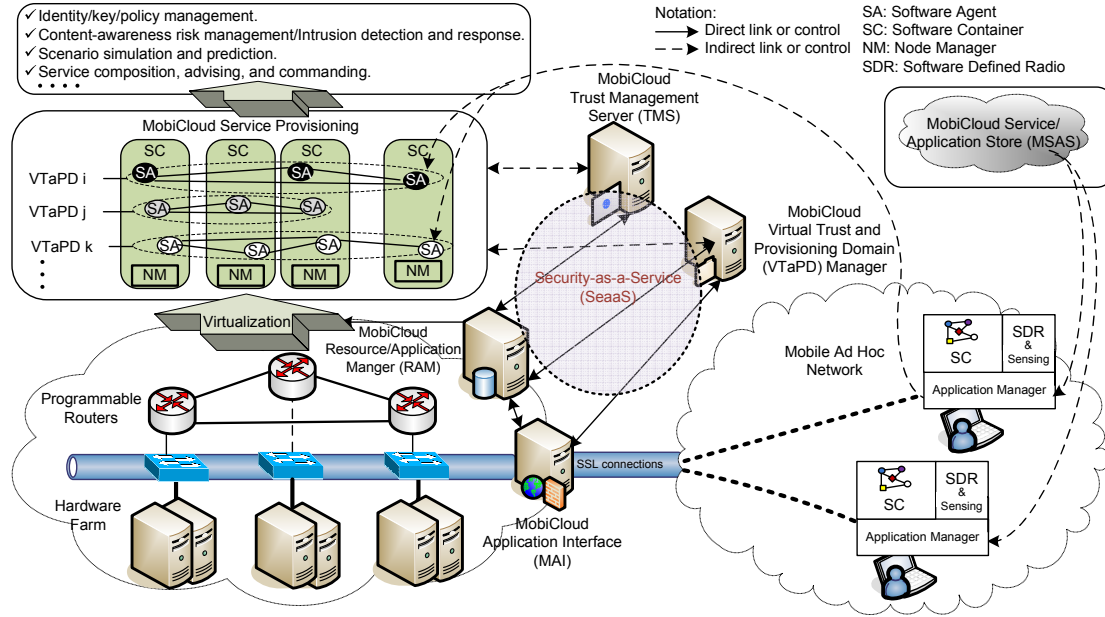 ✓ Identity/key/policy management.
✓ Content-awareness risk management/Intrusion detection and response.
✓ Scenario simulation and prediction.
✓ Service composition, advising, and commanding.
• • • •
Notation:
Direct link or control
Indirect link or control
SA: Software Agent
SC: Software Container
NM: Node Manager
SDR: Software Defined Radio
MobiCloud Service Provisioning
SC
SC
SC
SC
VTaPD i
SA
SA
SA
VTaPD j
SA
SA
SA
VTaPD k
SA
SA
SA
SA
NM
NM
NM
NM
MobiCloud
Trust Management
Server (TMS)
MobiCloud Service/
Application Store (MSAS)
MobiCloud
Virtual Trust and
Provisioning Domain
(VTaPD) Manager
Security-as-a-Service
(SeaaS)
Virtualization
MobiCloud
Resource/Application
Manger (RAM)
Programmable
Routers
Hardware
Farm
SSL connections
MobiCloud
Application Interface
(MAI)
Mobile Ad Hoc
Network
SC
SDR
&
Sensing
Application Manager
SC
SDR
&
Sensing
Application Manager